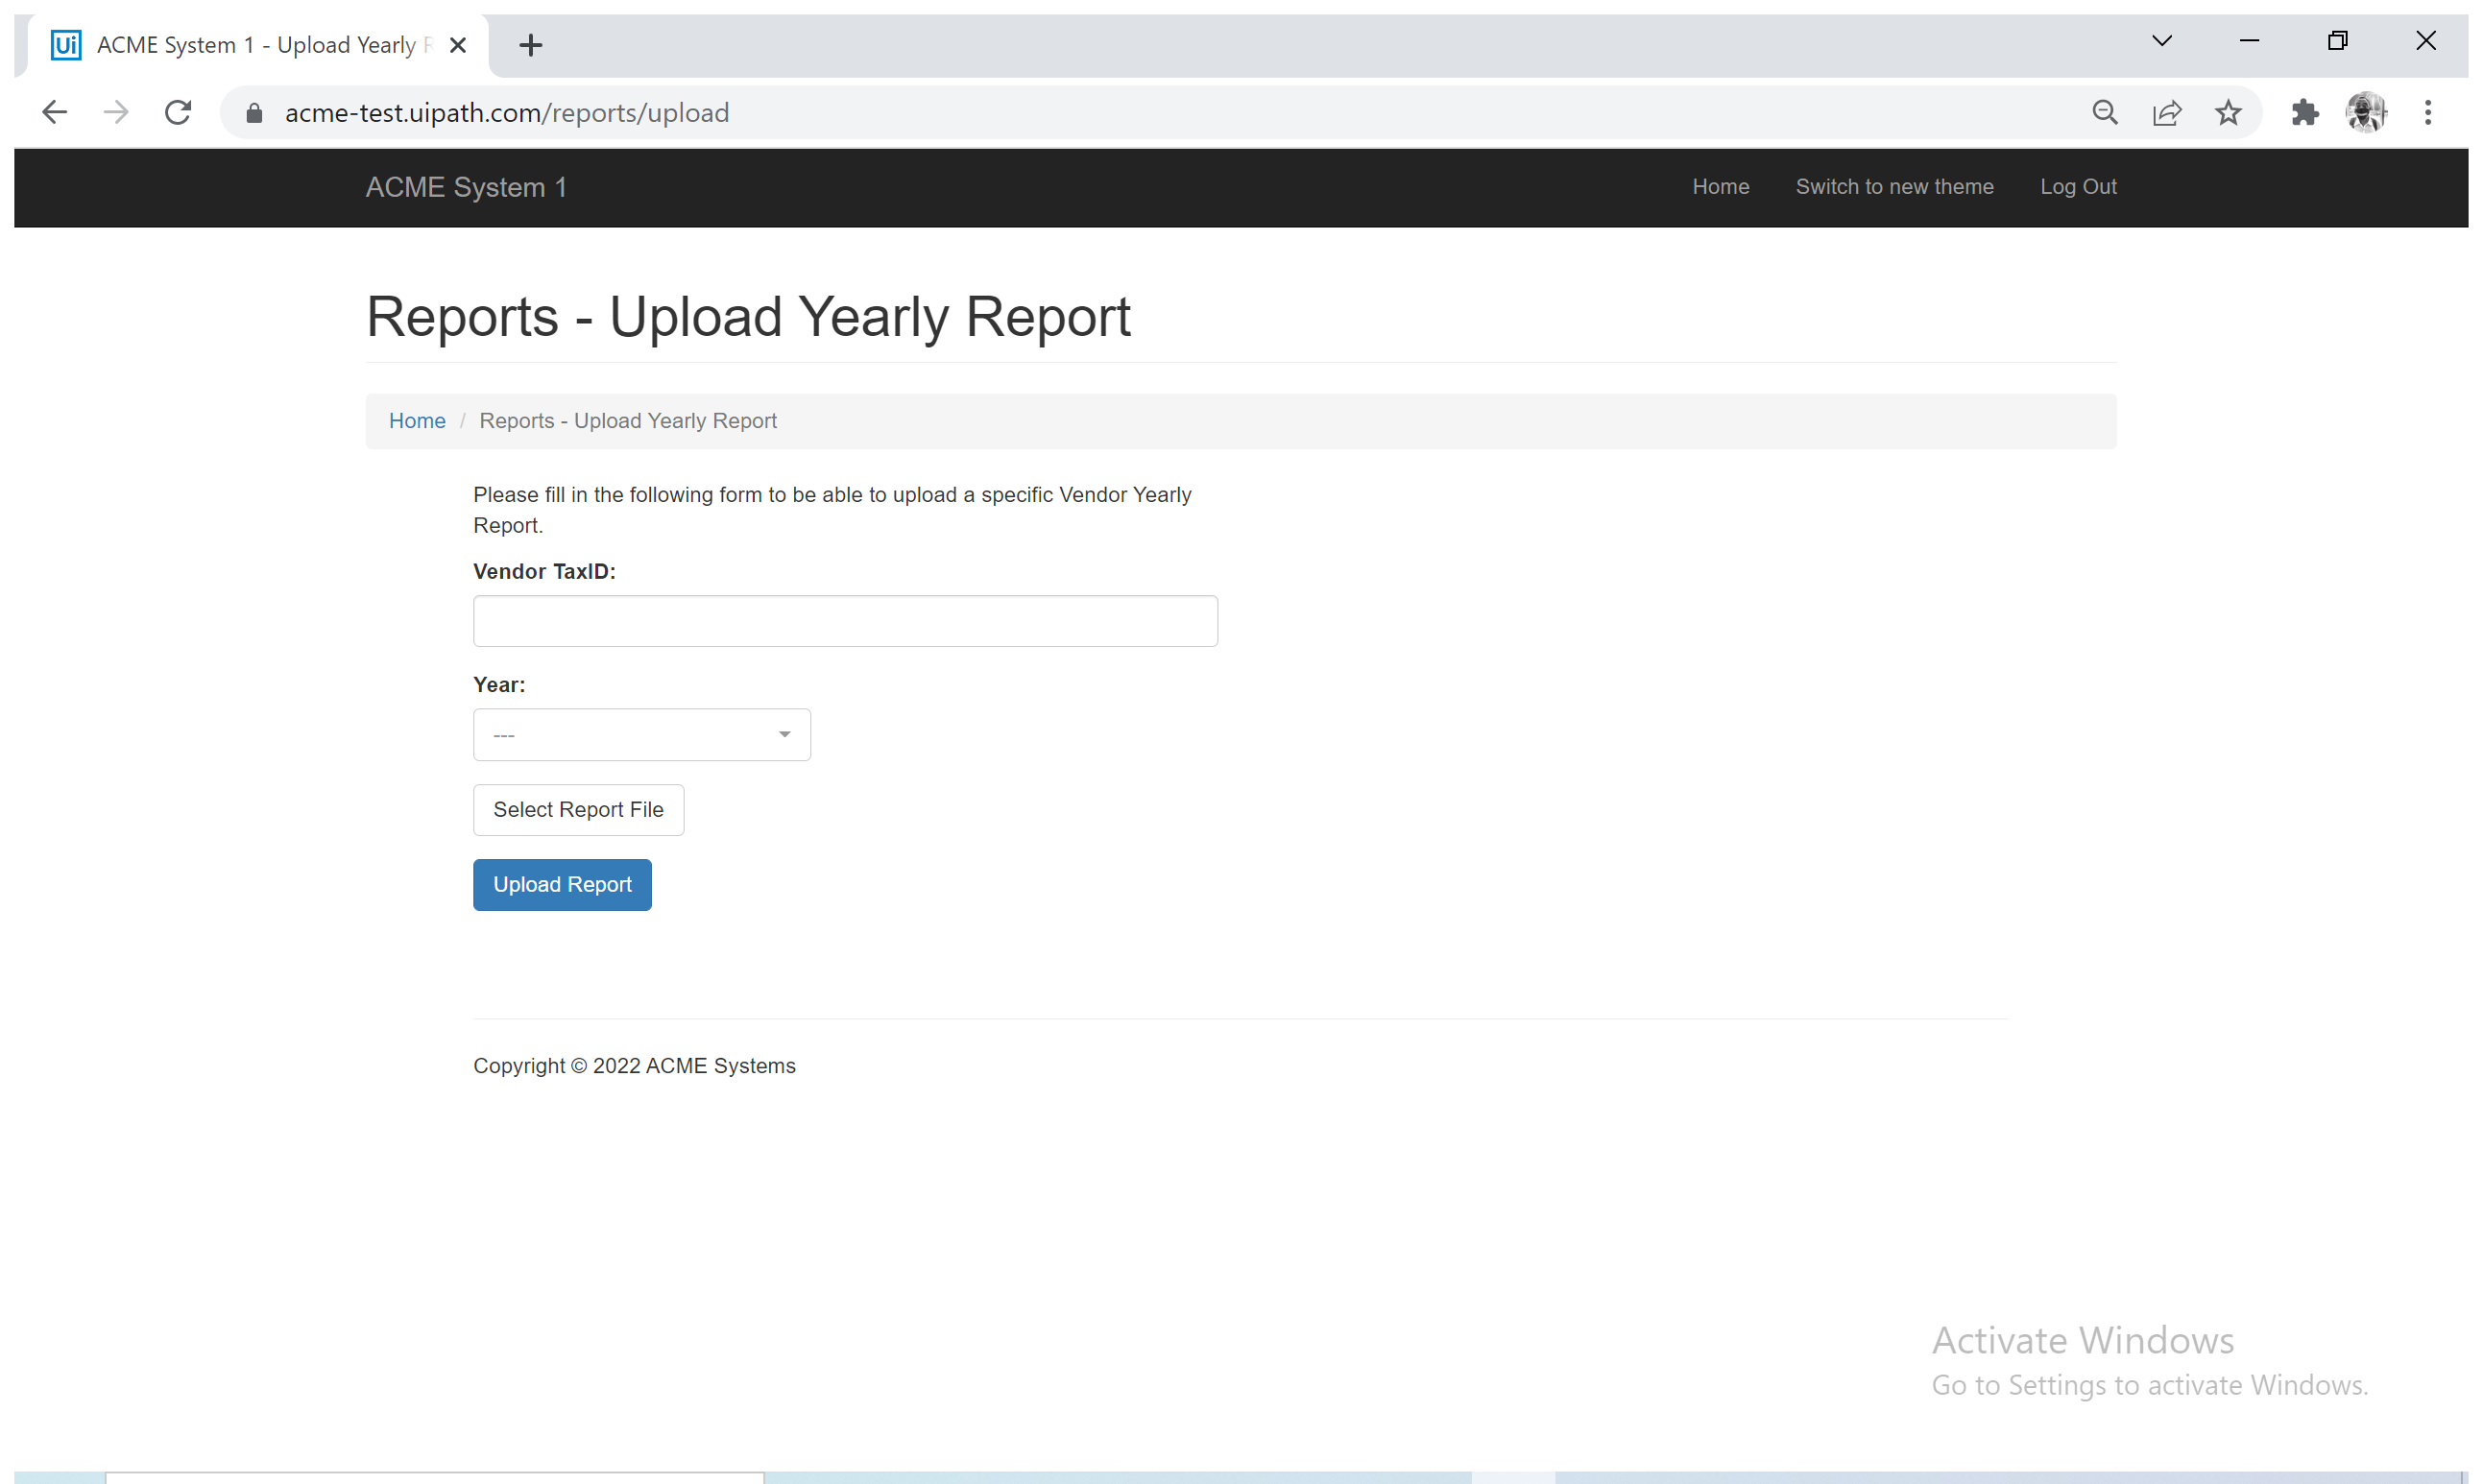 Ui ACME System 1 - Upload Yearly
acme-test.uipath.com/reports/upload
ACME System 1 Home Switch to new theme Log Out
Reports - Upload Yearly Report
Home / Reports - Upload Yearly Report
Please fill in the following form to be able to upload a specific Vendor Yearly
Report.
Vendor TaxID:
Year:
---
Select Report File
Upload Report
Copyright © 2022 ACME Systems
Activate Windows
Go to Settings to activate Windows.